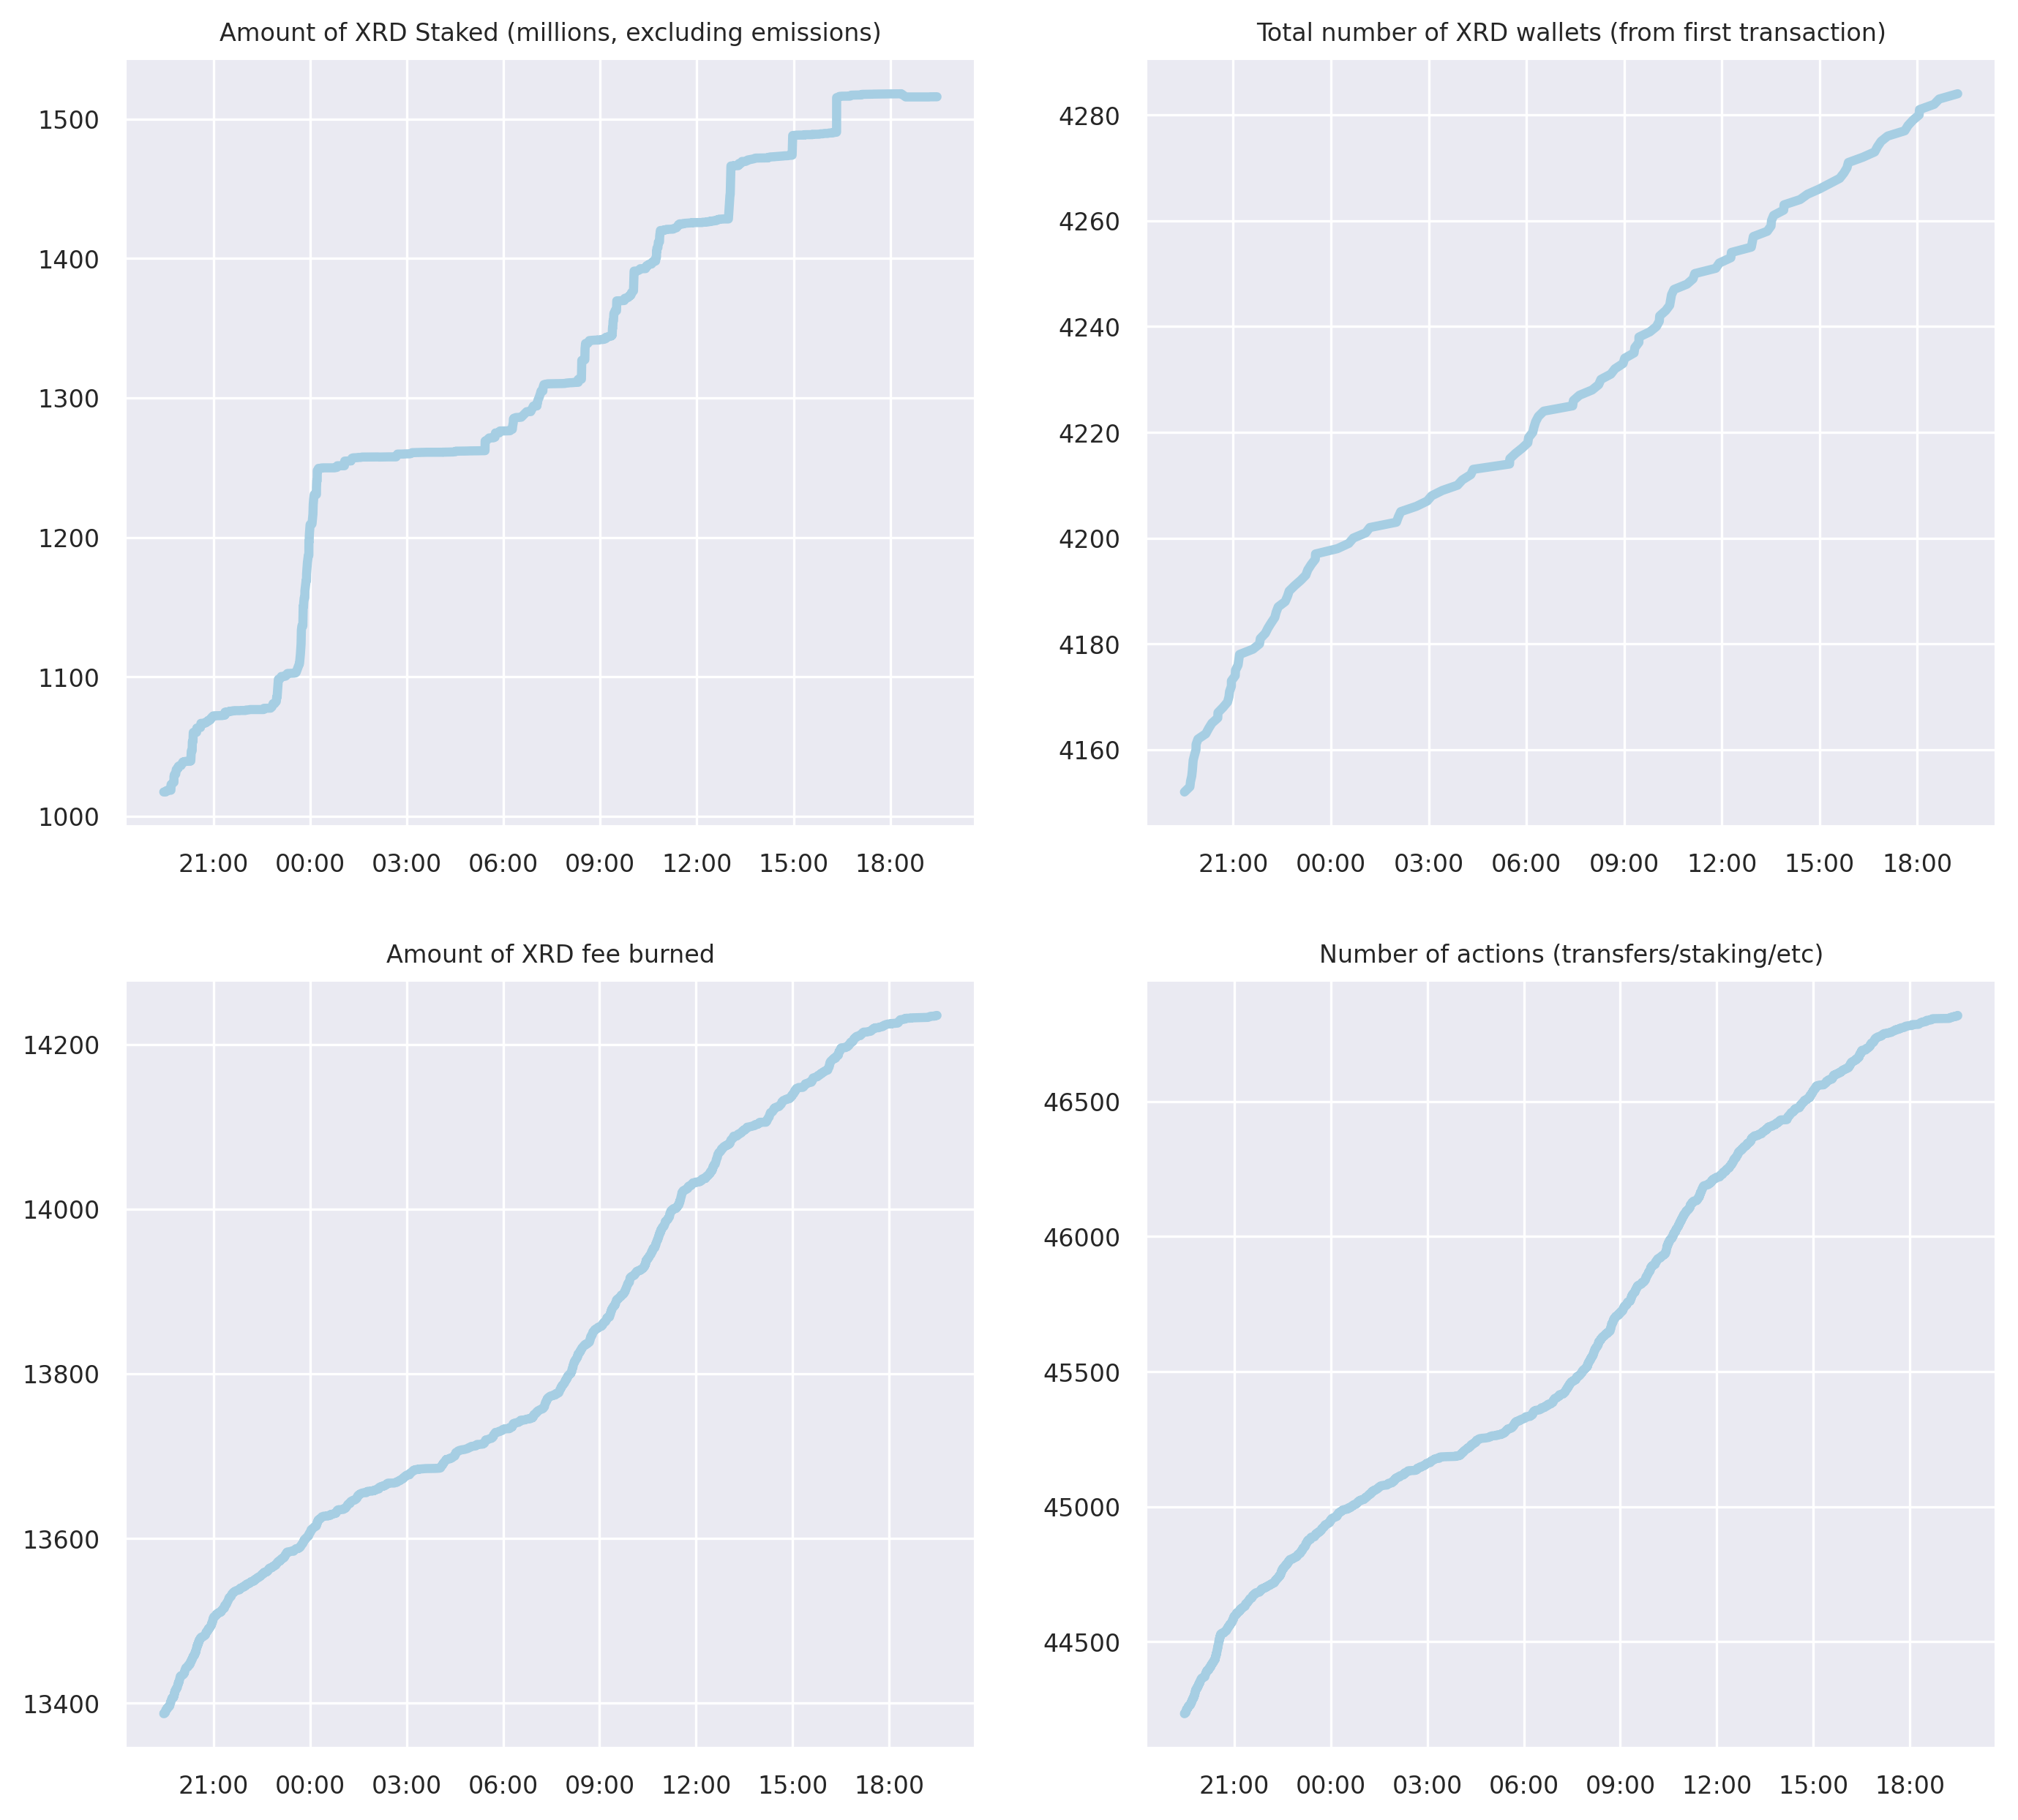 Amount of XRD Staked (millions, excluding emissions)
1500
1400
1300
1200
1100
1000
21:00 00:00 03:00 06:00 09:00 12:00 15:00 18:00
Total number of XRD wallets (from first transaction)
4280
4260
4240
4220
4200
4180
4160
21:00 00:00 03:00 06:00 09:00 12:00 15:00 18:00
Amount of XRD fee burned
14200
14000
13800
13600
13400
21:00 00:00 03:00 06:00 09:00 12:00 15:00 18:00
Number of actions (transfers/staking/etc)
46500
46000
45500
45000
44500
21:00 00:00 03:00 06:00 09:00 12:00 15:00 18:00